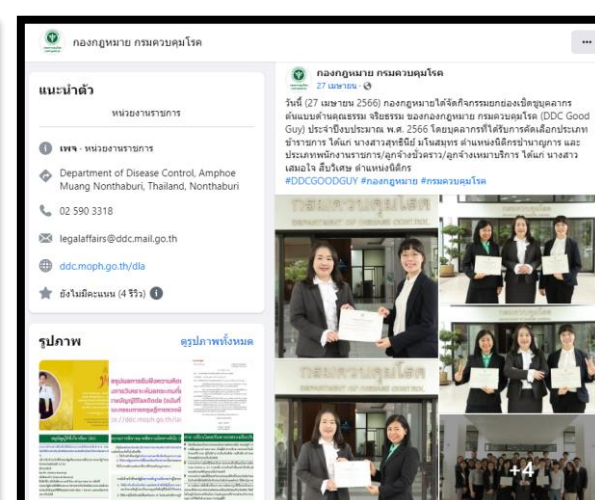 กองกฎหมาย กรมควบคุมโรค
แนะนำตัว
หน่วยงานราชการ
เพจ · หน่วยงานราชการ
Department of Disease Control, Amphoe
Muang Nonthaburi, Thailand, Nonthaburi
02 590 3318
legalaffairs@ddc.mail.go.th
ddc.moph.go.th/dla
ยังไม่มีคะแนน (4 รีวิว)
รูปภาพ
ดูรูปภาพทั้งหมด
กองกฎหมาย กรมควบคุมโรค
27 เมษายน ·
วันนี้ (27 เมษายน 2566) กองกฎหมายได้จัดกิจกรรมยกย่องเชิดชูบุคลากร
ต้นแบบด้านคุณธรรม จริยธรรม ของกองกฎหมาย กรมควบคุมโรค (DDC Good
Guy) ประจำปีงบประมาณ พ.ศ. 2566 โดยบุคลากรที่ได้รับการคัดเลือกประเภท
ข้าราชการ ได้แก่ นางสาวสุทธินีย์ มโนสมุทร ตำแหน่งนิติกรชำนาญการ และ
ประเภทพนักงานราชการ/ลูกจ้างชั่วคราว/ลูกจ้างเหมาบริการ ได้แก่ นางสาว
เสมอใจ สืบวิเศษ ตำแหน่งนิติกร
#DDCGOODGUY #กองกฎหมาย #กรมควบคุมโรค
กรมควบคุมโรค
DEPARTMENT OF DISEASE CONTROL
กรมควบคุมโรค
DEPARTMENT OF DISEASE CONTROL
+4